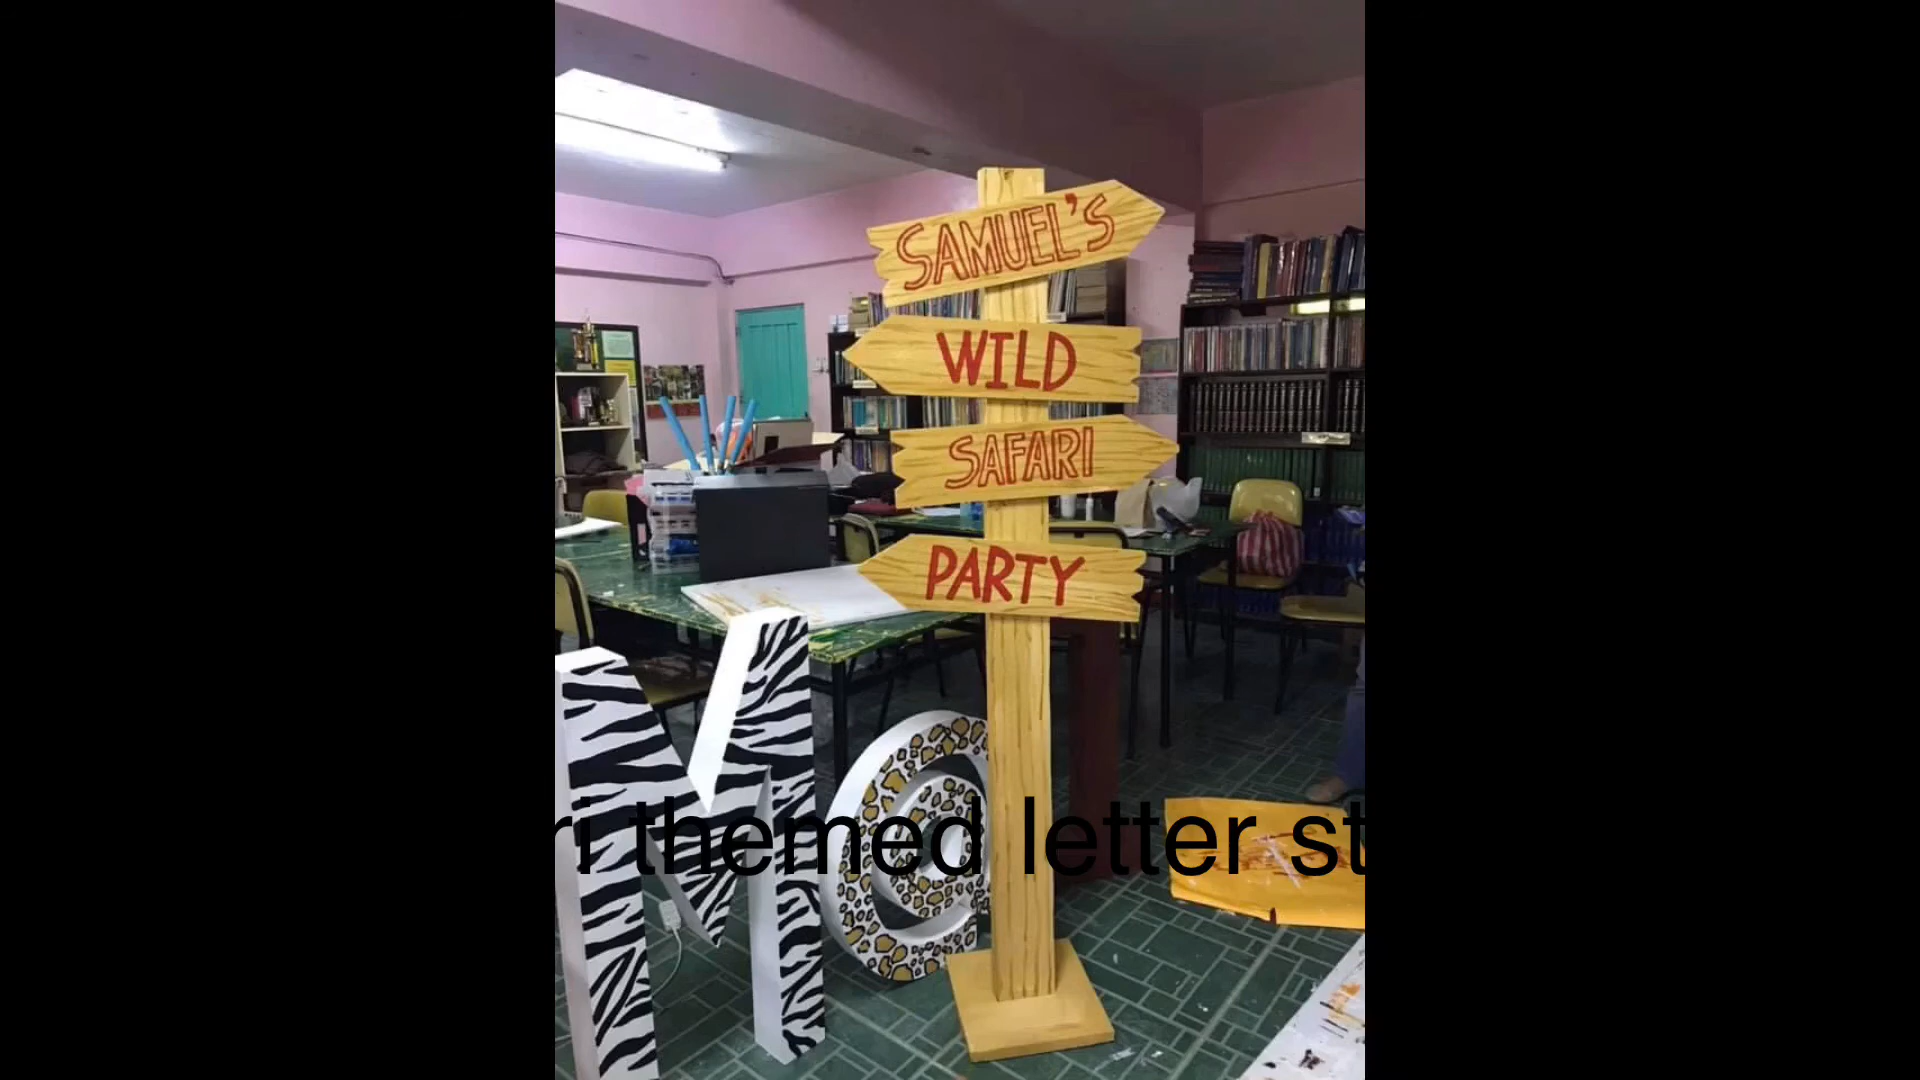 SAMUEL'S
WILD
SAFARI
PARTY
M
ri themed letter st